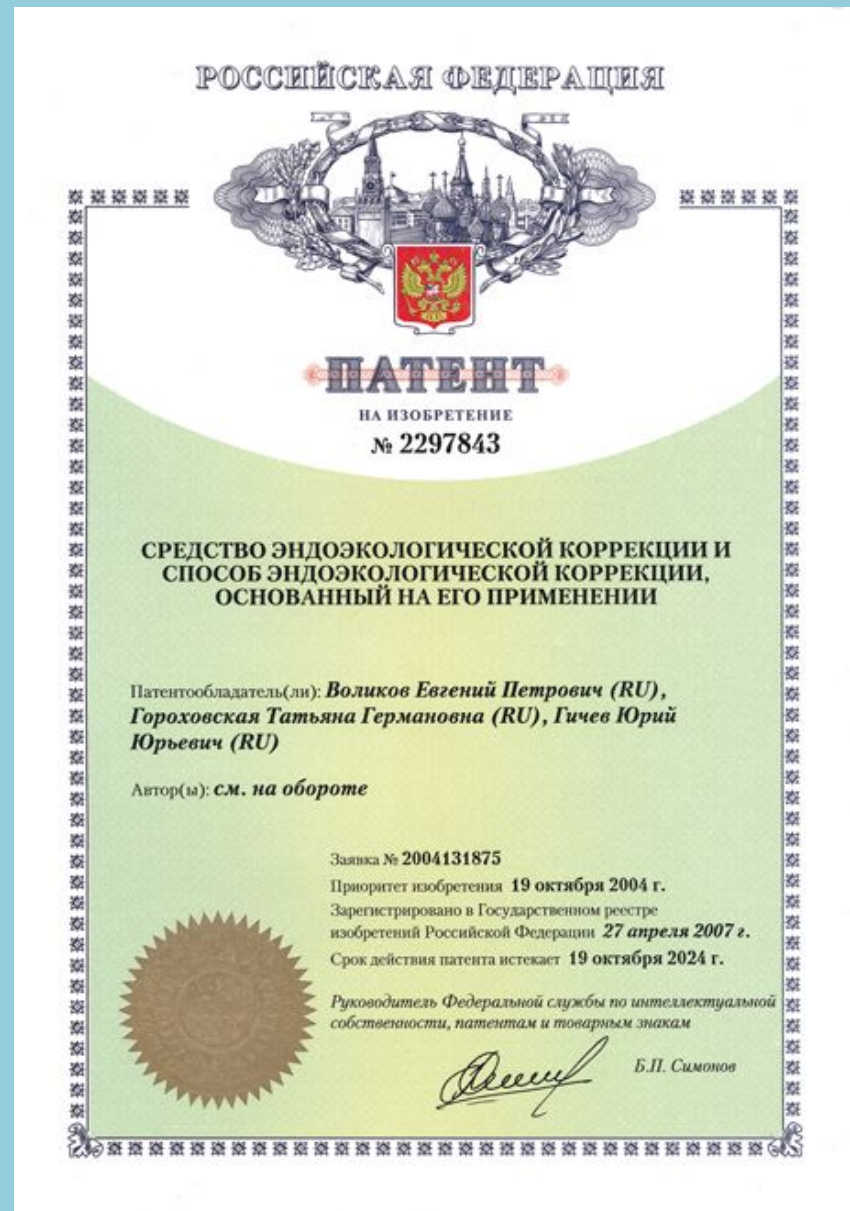 РОССИЙСКАЯ ФЕДЕРАЦИЯ
ПАТЕНТ
НА ИЗОБРЕТЕНИЕ
№ 2297843
СРЕДСТВО ЭНДОЭКОЛОГИЧЕСКОЙ КОРРЕКЦИИ И
СПОСОБ ЭНДОЭКОЛОГИЧЕСКОЙ КОРРЕКЦИИ,
ОСНОВАННЫЙ НА ЕГО ПРИМЕНЕНИИ
Патентообладатель(ли): Воликов Евгений Петрович (RU),
Гороховская Татьяна Германовна (RU), Гичев Юрий
Юрьевич (RU)
Автор(ы): см. на обороте
Заявка № 2004131875
Приоритет изобретения 19 октября 2004 г.
Зарегистрировано в Государственном реестре
изобретений Российской Федерации 27 апреля 2007 г.
Срок действия патента истекает 19 октября 2024 г.
Руководитель Федеральной службы по интеллектуальной
собственности, патентам и товарным знакам
Б.П. Симонов